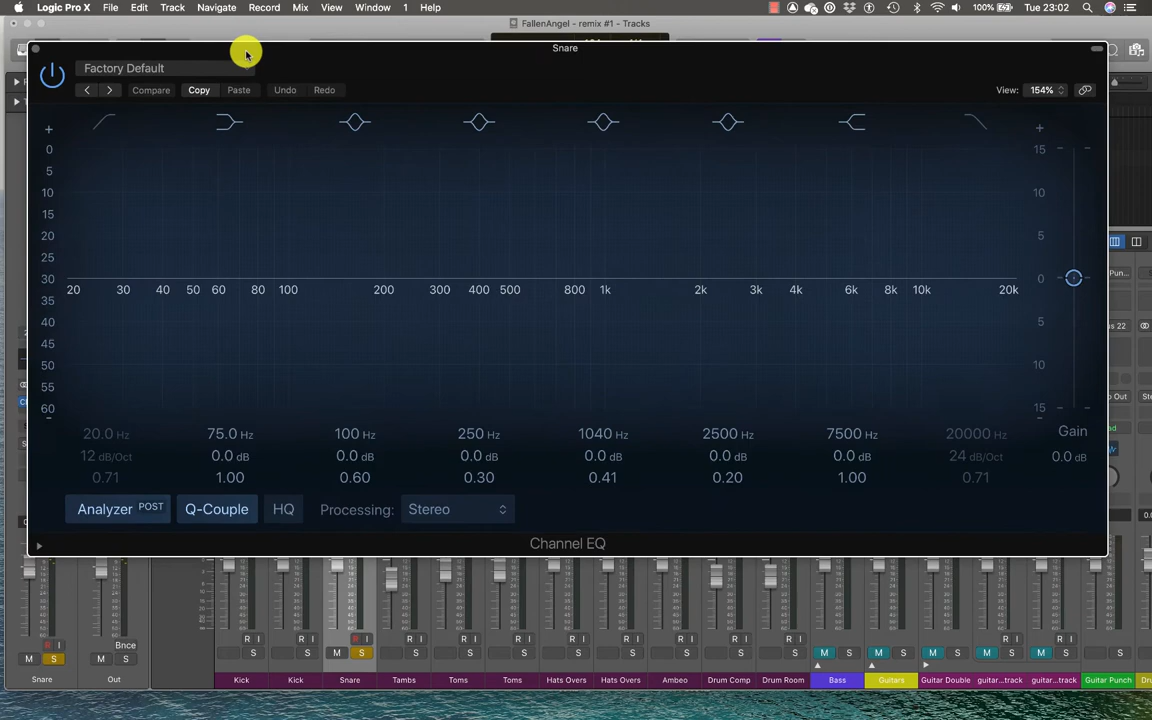 Logic Pro X File Edit Track Navigate Record Mix View Window 1 Help 100% Tue 23:02
FallenAngel - remix #1 - Tracks
Snare
Factory Default
Compare Copy Paste Undo Redo View: 154%
+ +
0 15
5
10 10
15
20 5
25
30 0
20 30 40 50 60 80 100 200 300 400 500 800 1k 2k 3k 4k 6k 8k 10k 20k
35
40 5
45
50 10
55
60 15
- -
20.0 Hz 75.0 Hz 100 Hz 250 Hz 1040 Hz 2500 Hz 7500 Hz 20000 Hz Gain
12 dB/Oct 0.0 dB 0.0 dB 0.0 dB 0.0 dB 0.0 dB 0.0 dB 24 dB/Oct 0.0 dB
0.71 1.00 0.60 0.30 0.41 0.20 1.00 0.71
Analyzer POST Q-Couple HQ Processing: Stereo
Channel EQ
R I R I R I R I R I R I R I
Bnce
M S M S S S M S S S S S S S S S M S M S M S M S M S S
Snare Out Kick Kick Snare Tambs Toms Toms Hats Overs Hats Overs Ambeo Drum Comp Drum Room Bass Guitars Guitar Double guitar...track guitar...track Guitar Punch